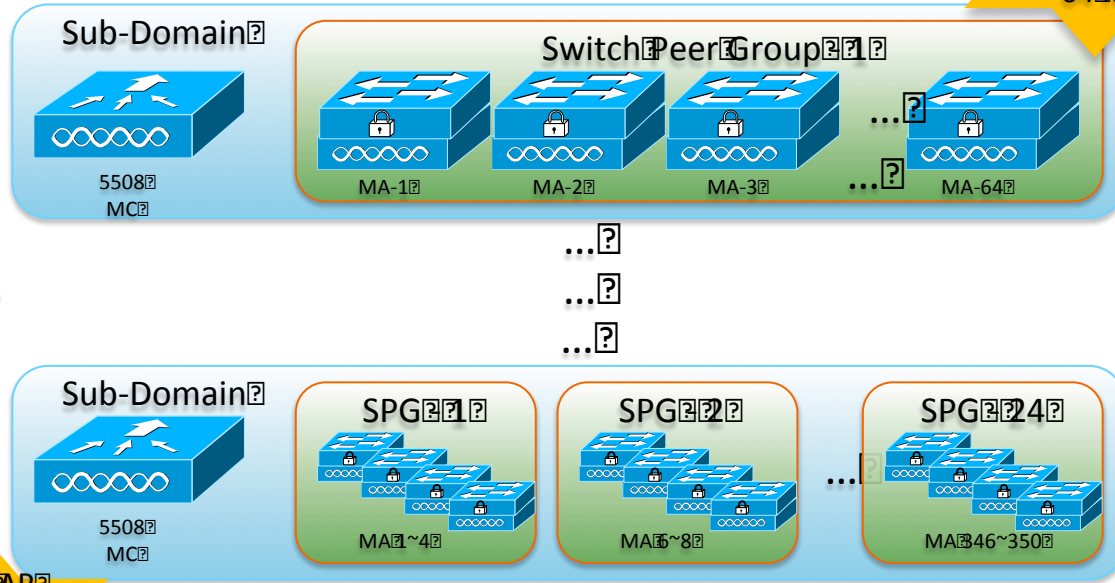 Sub-Domain
Switch Peer Group - 1
...
5508
MC
MA-1
MA-2
MA-3
...
MA-64
...
...
...
Sub-Domain
SPG - 1
SPG - 2
SPG - 24
...
5508
MC
MA 1~4
MA 6~8
MA 346~350
AP